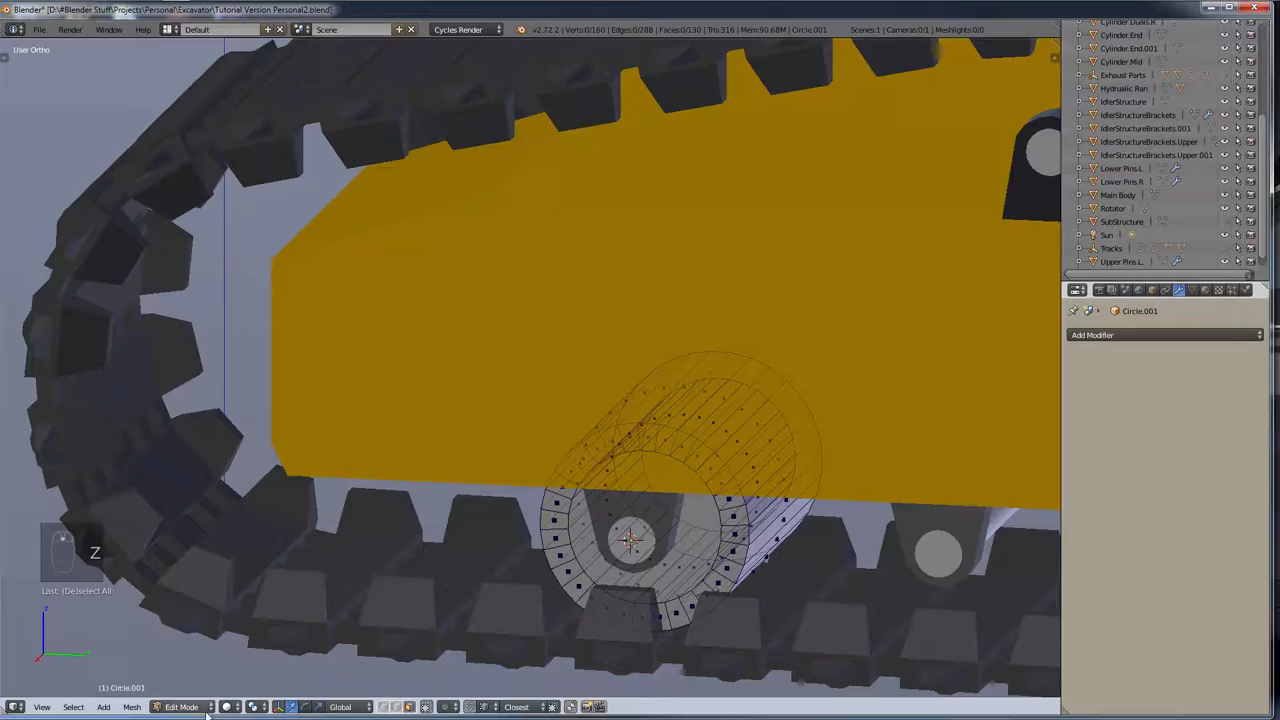 Blender* [D:\#Blender Stuff\Projects\Personal\Excavator\Tutorial Version Personal2.blend]
File Render Window Help Default Scene Cycles Render v2.72.2 | Verts:0/160 | Edges:0/288 | Faces:0/130 | Tris:316 | Mem:90.68M | Circle.001 Scenes:1 | Cameras:0/1 | Meshlights:0/0
User Ortho
Cylinder.Duals.R
Cylinder.End
Cylinder.End.001
Cylinder.Mid
Exhaust Parts
Hydrualic Ran
IdlerStructure
IdlerStructureBrackets
IdlerStructureBrackets.001
IdlerStructureBrackets.Upper
IdlerStructureBrackets.Upper.001
Lower Pins.L
Lower Pins.R
Main Body
Rotator
SubStructure
Sun
Tracks
Upper Pins.L
Circle.001
Add Modifier
Z
Last: (De)select All
z
(1) Circle.001
View Select Add Mesh Edit Mode Global Closest